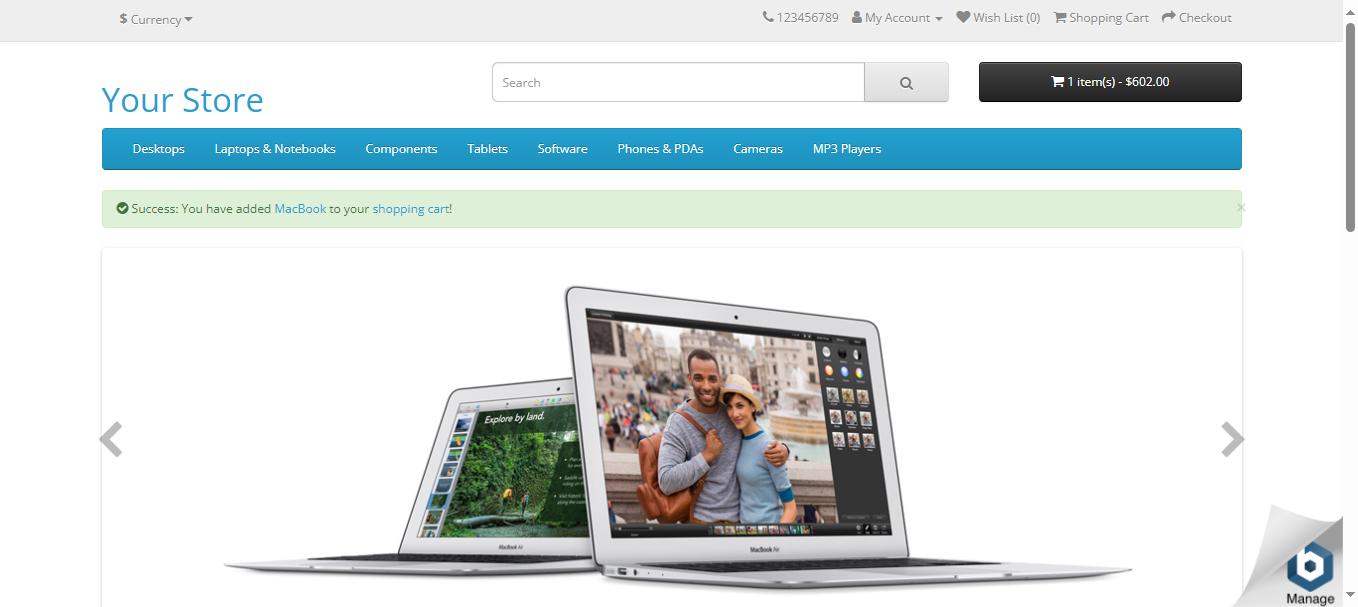 $ Currency
123456789 My Account Wish List (0) Shopping Cart Checkout
Your Store
Search
1 item(s) - $602.00
Desktops Laptops & Notebooks Components Tablets Software Phones & PDAs Cameras MP3 Players
Success: You have added MacBook to your shopping cart!
×
Explore by land.
MacBook Air
MacBook Air
Manage